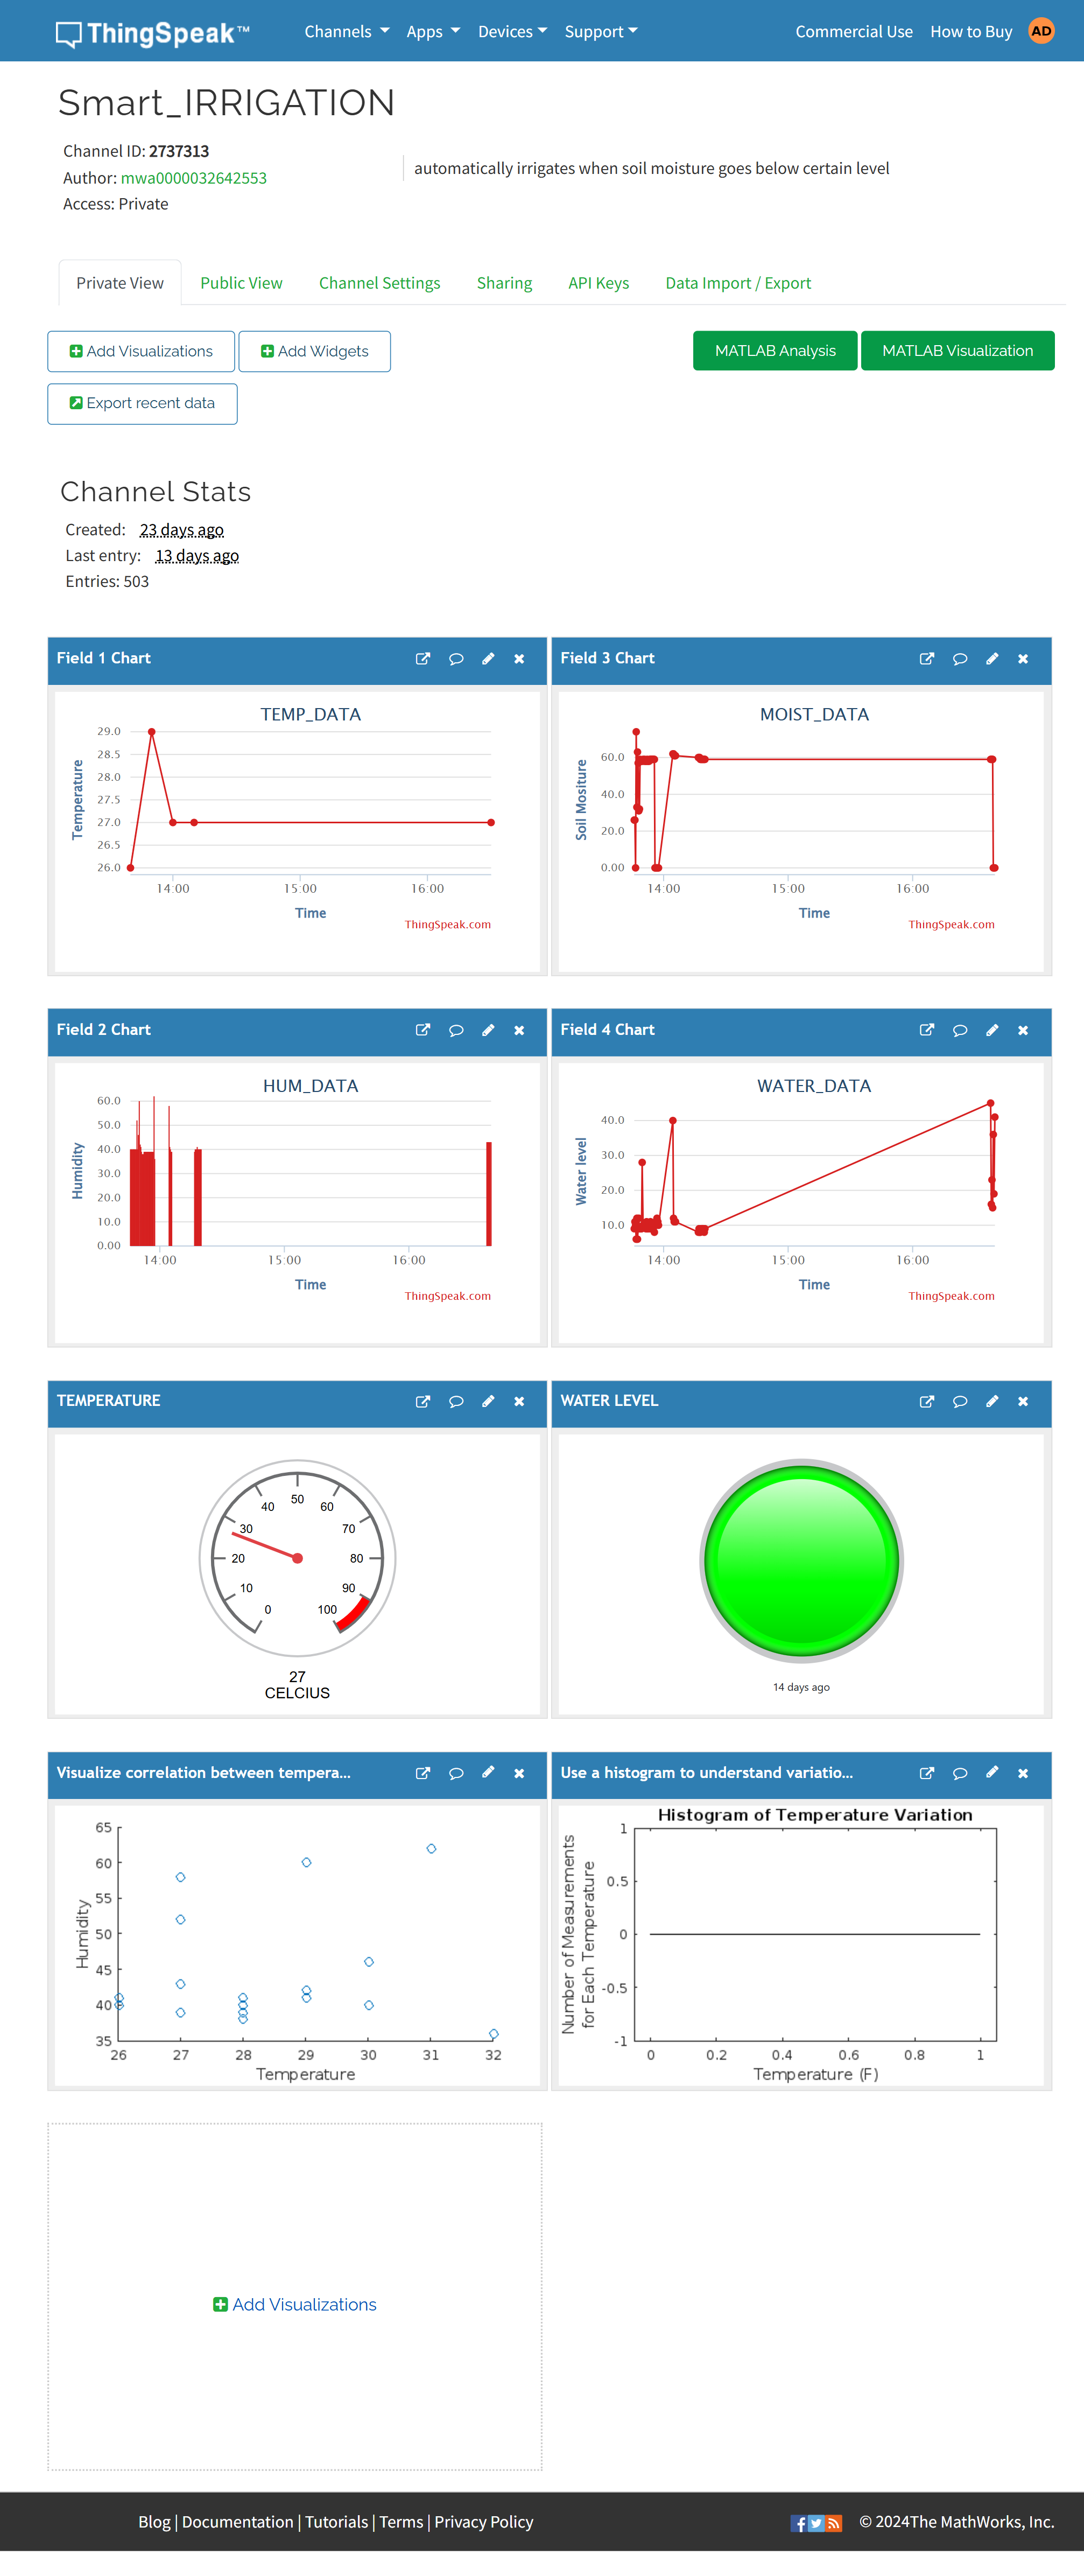 ThingSpeak™ Channels Apps Devices Support Commercial Use How to Buy AD
Smart_IRRIGATION
Channel ID: 2737313
Author: mwa0000032642553
Access: Private
automatically irrigates when soil moisture goes below certain level
Private View Public View Channel Settings Sharing API Keys Data Import / Export
Add Visualizations Add Widgets MATLAB Analysis MATLAB Visualization
Export recent data
Channel Stats
Created: 23 days ago
Last entry: 13 days ago
Entries: 503
Field 1 Chart
TEMP_DATA
Temperature
29.0
28.5
28.0
27.5
27.0
26.5
26.0
14:00 15:00 16:00
Time
ThingSpeak.com
Field 3 Chart
MOIST_DATA
Soil Mositure
60.0
40.0
20.0
0.00
14:00 15:00 16:00
Time
ThingSpeak.com
Field 2 Chart
HUM_DATA
Humidity
60.0
50.0
40.0
30.0
20.0
10.0
0.00
14:00 15:00 16:00
Time
ThingSpeak.com
Field 4 Chart
WATER_DATA
Water level
40.0
30.0
20.0
10.0
14:00 15:00 16:00
Time
ThingSpeak.com
TEMPERATURE
0 10 20 30 40 50 60 70 80 90 100
27
CELCIUS
WATER LEVEL
14 days ago
Visualize correlation between tempera...
Humidity
65
60
55
50
45
40
35
26 27 28 29 30 31 32
Temperature
Use a histogram to understand variatio...
Histogram of Temperature Variation
Number of Measurements
for Each Temperature
1
0.5
0
-0.5
-1
0 0.2 0.4 0.6 0.8 1
Temperature (F)
Add Visualizations
Blog | Documentation | Tutorials | Terms | Privacy Policy © 2024The MathWorks, Inc.